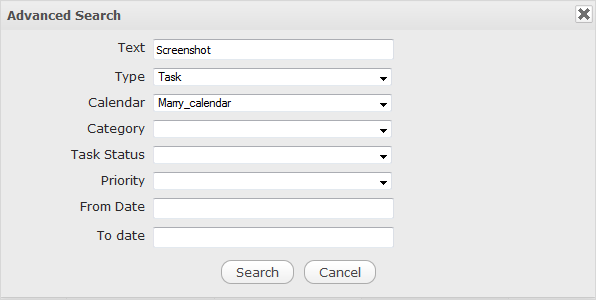 Advanced Search
Text Screenshot
Type Task
Calendar Marry_calendar
Category
Task Status
Priority
From Date
To date
Search Cancel